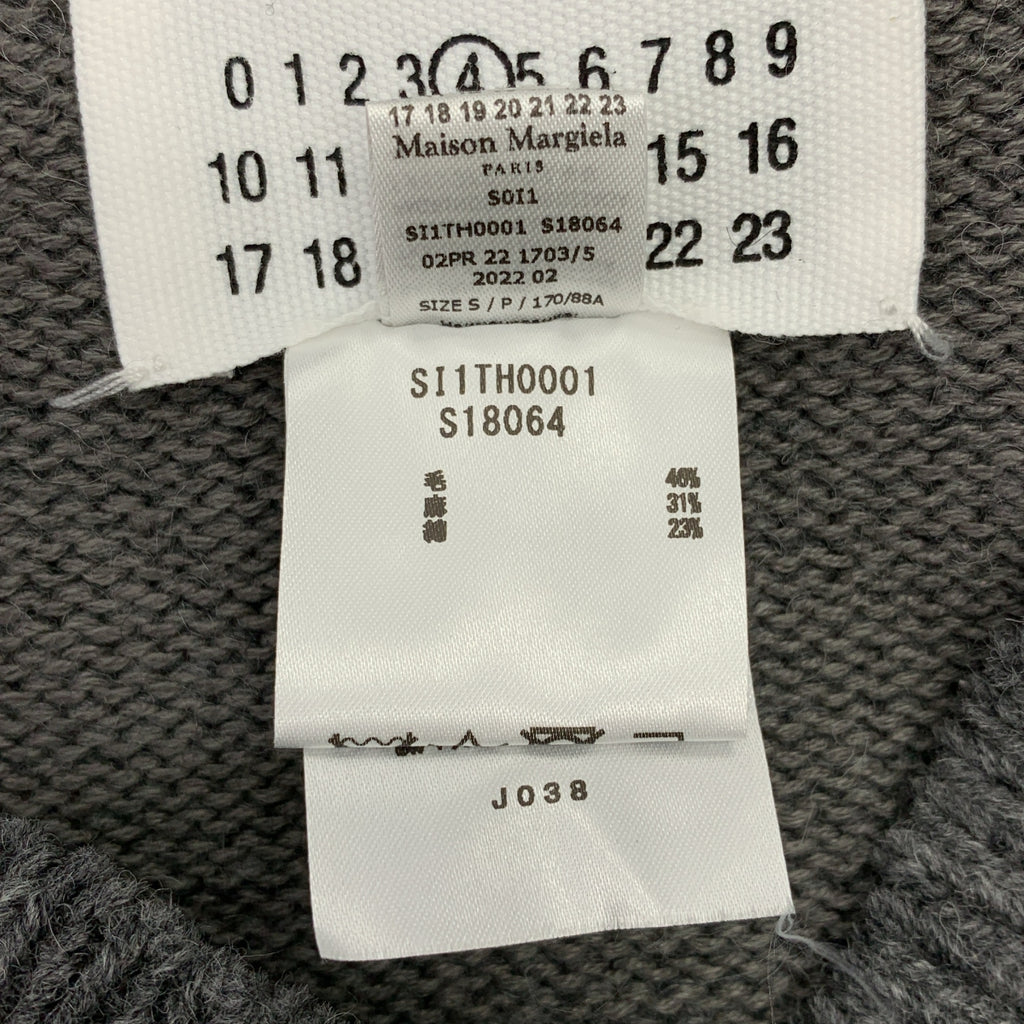 0 1 2 3 4 5 6 7 8 9
10 11 15 16
17 18 22 23
17 18 19 20 21 22 23
Maison Margiela
PARIS
S0I1
SI1TH0001 S18064
02PR 22 1703/5
2022 02
SIZE S / P / 170/88A
SI1TH0001
S18064
毛 46%
麻 31%
綿 23%
J038